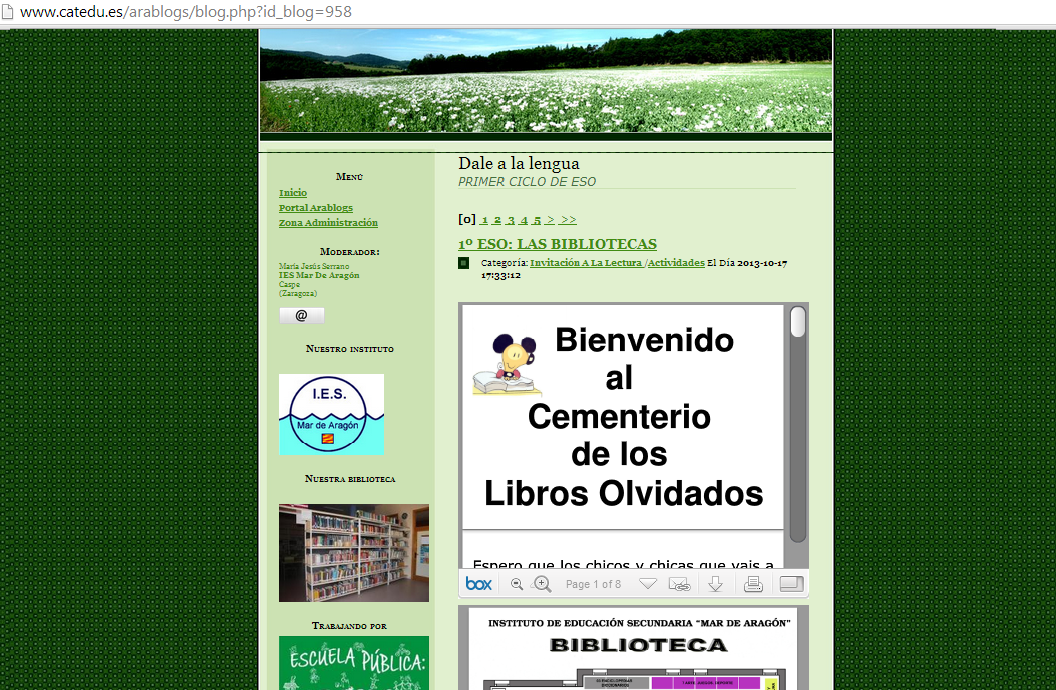 www.catedu.es/arablogs/blog.php?id_blog=958
Menú
Inicio
Portal Arablogs
Zona Administración
Moderador:
María Jesús Serrano
IES Mar De Aragón
Caspe
(Zaragoza)
@
Nuestro instituto
I.E.S.
Mar de Aragón
Nuestra biblioteca
Trabajando por
ESCUELA PÚBLICA:
Dale a la lengua
PRIMER CICLO DE ESO
[0] 1 2 3 4 5 > >>
1º ESO: LAS BIBLIOTECAS
Categoría: Invitación A La Lectura /Actividades El Día 2013-10-17
17:33:12
Bienvenido
al
Cementerio
de los
Libros Olvidados
Espero que los chicos y chicas que vais a
box
Page 1 of 8
INSTITUTO DE EDUCACIÓN SECUNDARIA “MAR DE ARAGÓN”
BIBLIOTECA